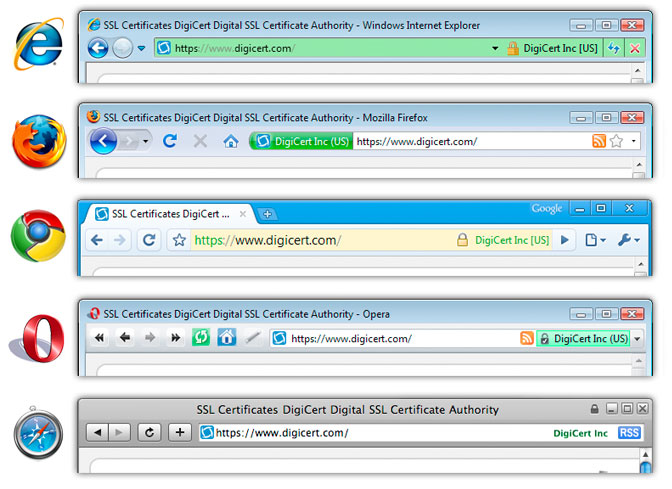 SSL Certificates DigiCert Digital SSL Certificate Authority - Windows Internet Explorer
https://www.digicert.com/ DigiCert Inc [US]
SSL Certificates DigiCert Digital SSL Certificate Authority - Mozilla Firefox
DigiCert Inc (US) https://www.digicert.com/
SSL Certificates DigiCert ... Google
https://www.digicert.com/ DigiCert Inc [US]
SSL Certificates DigiCert Digital SSL Certificate Authority - Opera
https://www.digicert.com/ DigiCert Inc (US)
SSL Certificates DigiCert Digital SSL Certificate Authority
https://www.digicert.com/ DigiCert Inc RSS